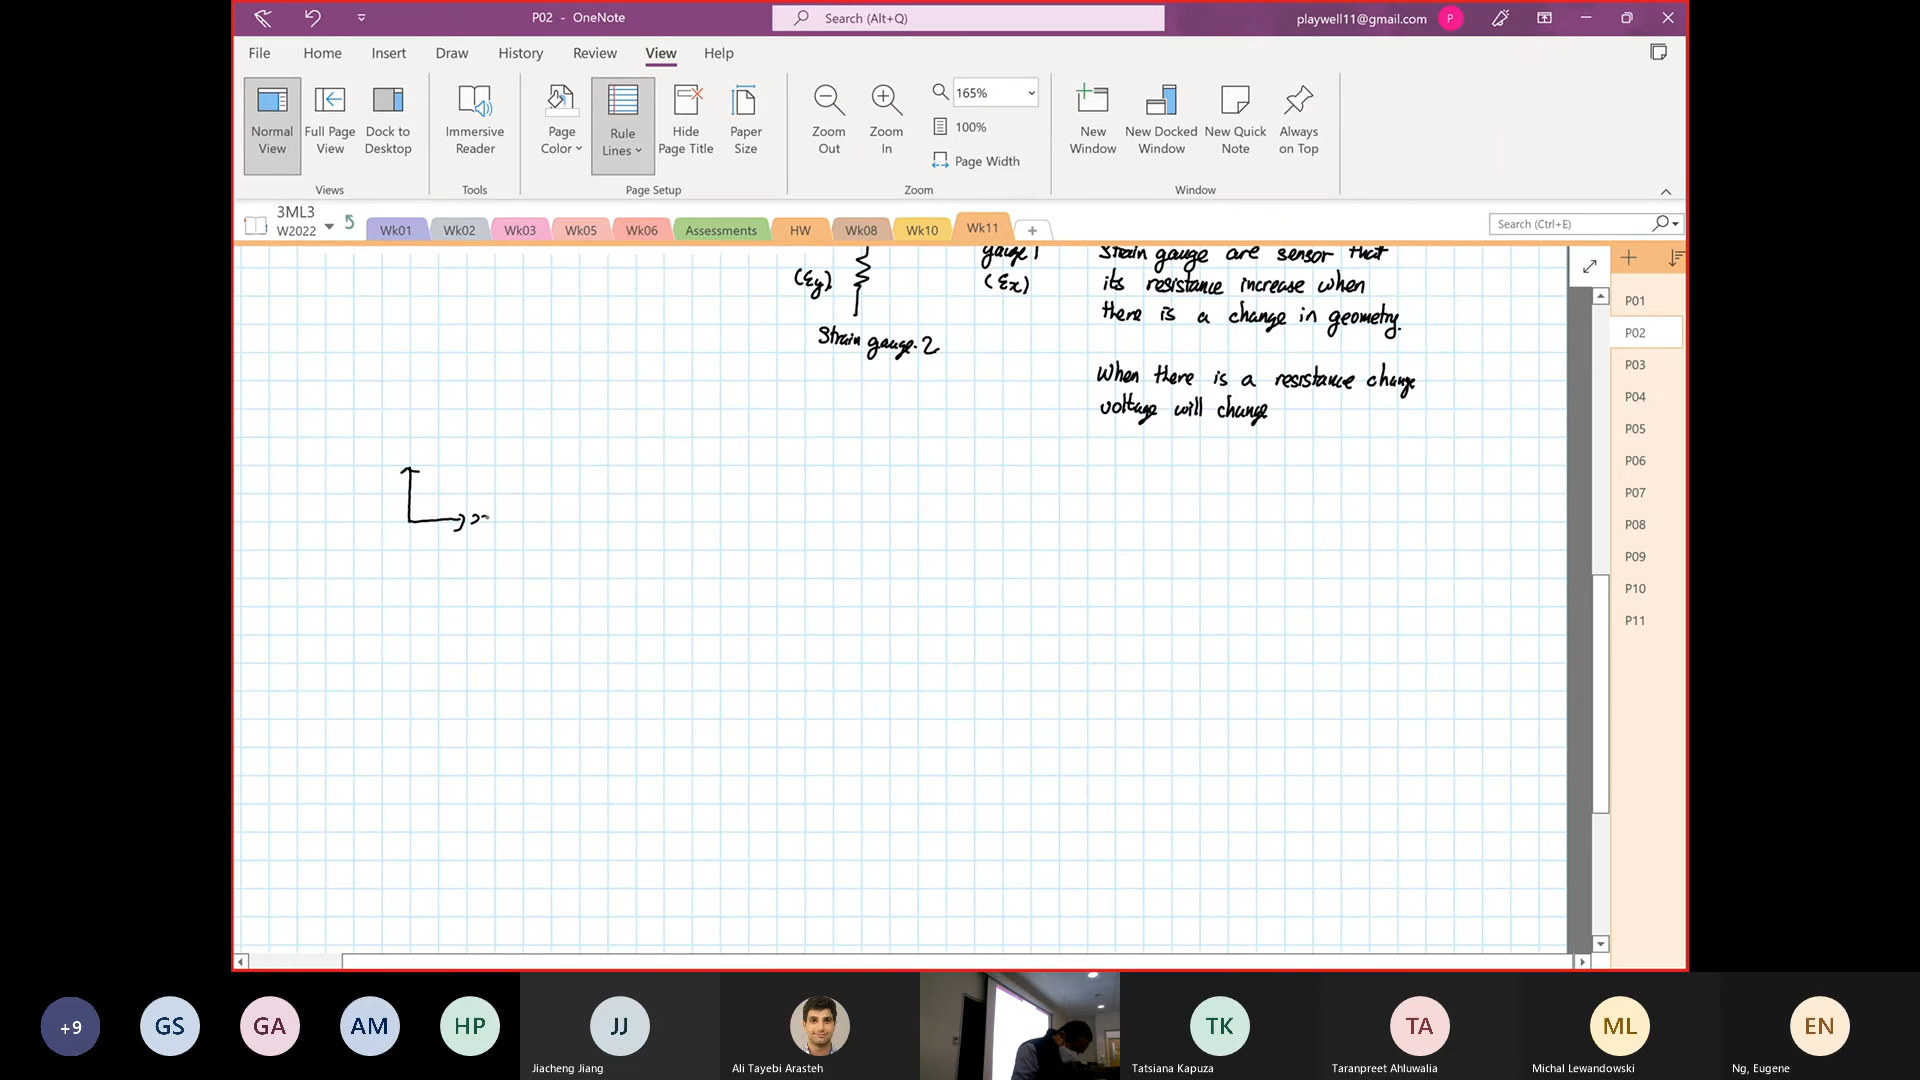 P02 - OneNote
Search (Alt+Q)
playwell11@gmail.com
P
File
Home
Insert
Draw
History
Review
View
Help
Normal
View
Full Page
View
Dock to
Desktop
Immersive
Reader
Page
Color
Rule
Lines
Hide
Page Title
Paper
Size
Zoom
Out
Zoom
In
165%
100%
Page Width
New
Window
New Docked
Window
New Quick
Note
Always
on Top
Views
Tools
Page Setup
Zoom
Window
3ML3
W2022
Wk01
Wk02
Wk03
Wk05
Wk06
Assessments
HW
Wk08
Wk10
Wk11
Search (Ctrl+E)
P01
P02
P03
P04
P05
P06
P07
P08
P09
P10
P11
(εy)
Strain gauge. 2
gauge 1
(εx)
Strain gauge are sensor that
its resistance increase when
there is a change in geometry.
When there is a resistance change
voltage will change
+9
GS
GA
AM
HP
JJ
Jiacheng Jiang
Ali Tayebi Arasteh
TK
Tatsiana Kapuza
TA
Taranpreet Ahluwalia
ML
Michal Lewandowski
EN
Ng, Eugene